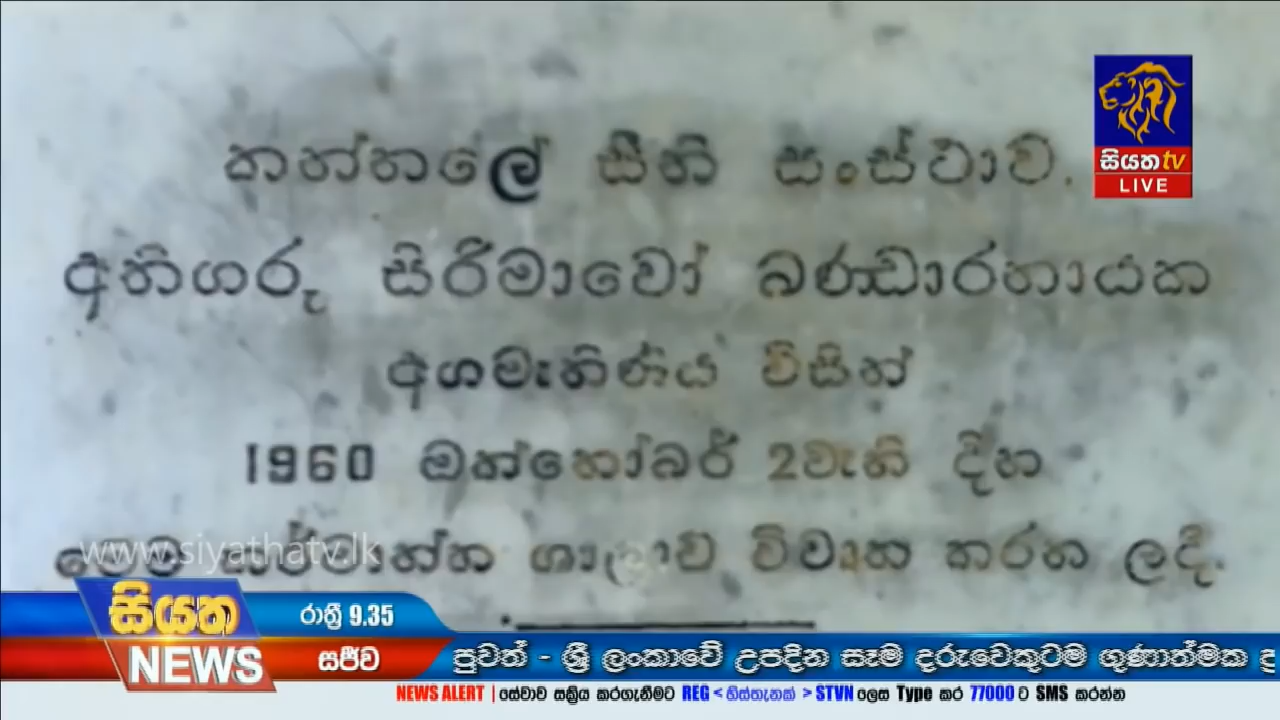 කන්තලේ සීනි සංස්ථාව.
අතිගරු සිරිමාවෝ බණ්ඩාරනායක
අගමැතිණිය විසින්
1960 ඔක්තෝබර් 2වැනි දින
මෙම කර්මාන්ත ශාලාව විවෘත කරන ලදී.
සියත tv
LIVE
www.siyathatv.lk
සියත
NEWS
රාත්‍රී 9.35
සජීව
පුවත් - ශ්‍රී ලංකාවේ උපදින සෑම දරුවෙකුටම ගුණාත්මක
NEWS ALERT | සේවාව සක්‍රිය කරගැනීමට REG < හිස්තැනක් > STVN ලෙස Type කර 77000 ට SMS කරන්න